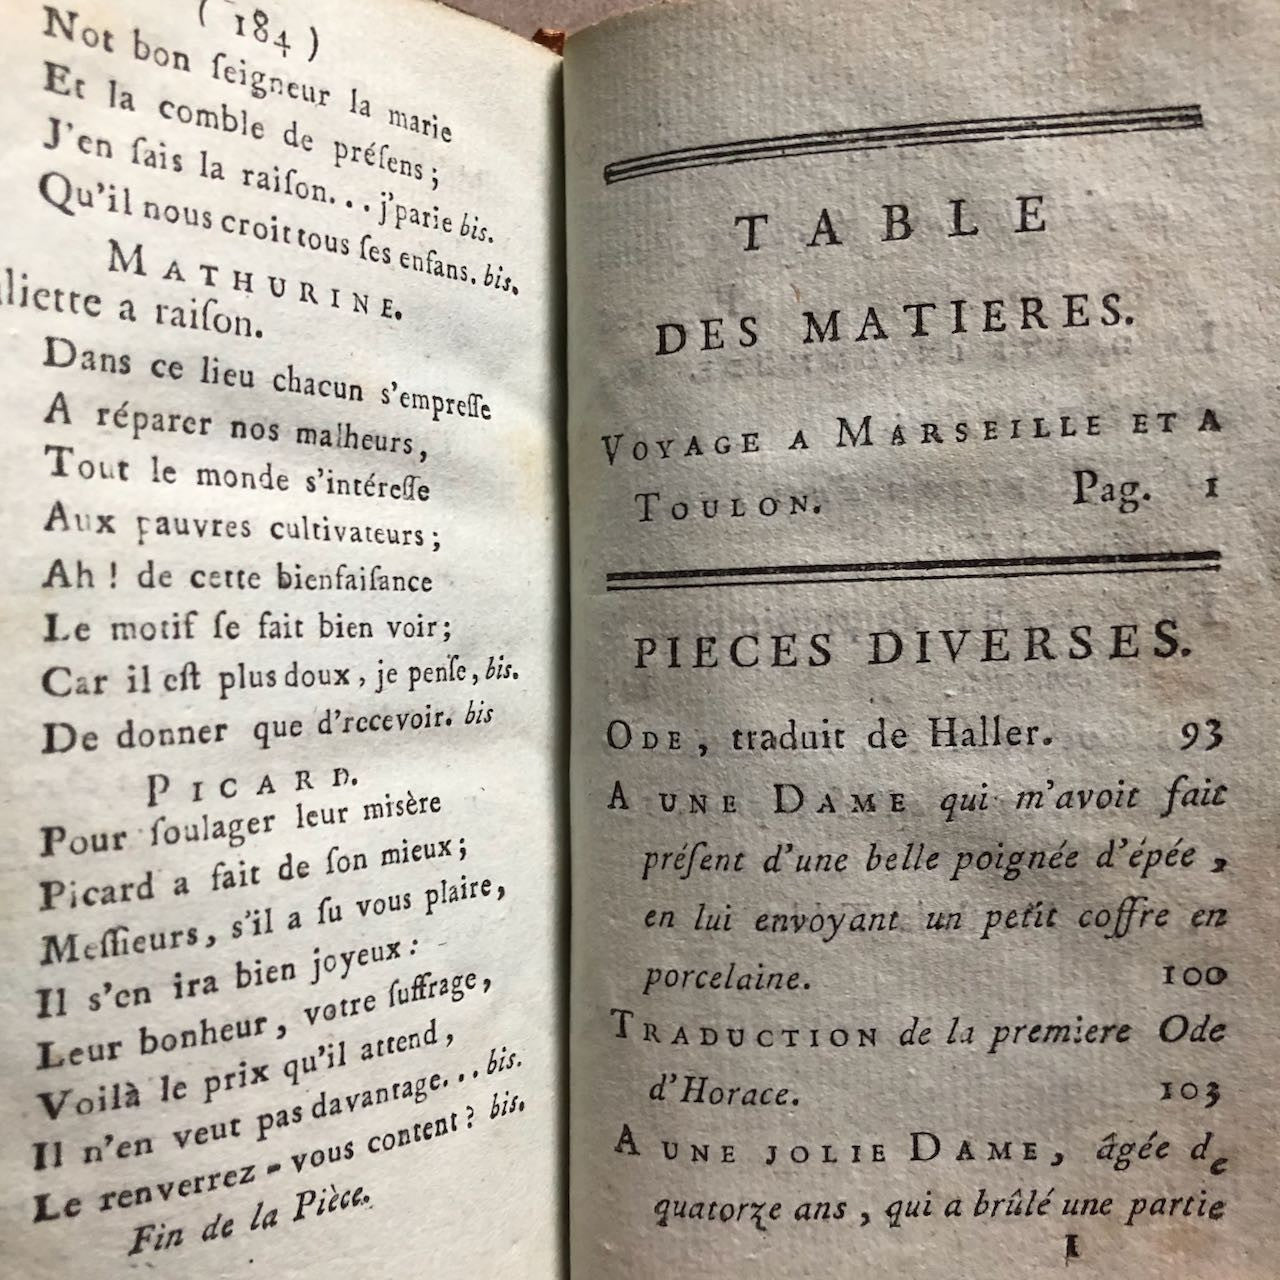 ( 184 )
Not bon ſeigneur la marie
Et la comble de préſens ;
J'en ſais la raiſon... j'parie bis.
Qu'il nous croit tous ſes enfans. bis.
MATHURINE.
liette a raiſon.
Dans ce lieu chacun s'empreſſe
A réparer nos malheurs,
Tout le monde s'intéreſſe
Aux pauvres cultivateurs ;
Ah ! de cette bienfaiſance
Le motif ſe fait bien voir ;
Car il eſt plus doux, je penſe, bis.
De donner que d'recevoir. bis
PICARD.
Pour ſoulager leur misère
Picard a fait de ſon mieux ;
Meſſieurs, s'il a ſu vous plaire,
Il s'en ira bien joyeux :
Leur bonheur, votre ſuffrage,
Voilà le prix qu'il attend,
Il n'en veut pas davantage... bis.
Le renverrez-vous content ? bis.
Fin de la Pièce.
TABLE
DES MATIERES.
VOYAGE A MARSEILLE ET A
TOULON. Pag. 1
PIECES DIVERSES.
ODE, traduit de Haller. 93
A UNE DAME qui m'avoit fait
préſent d'une belle poignée d'épée,
en lui envoyant un petit coffre en
porcelaine. 100
TRADUCTION de la premiere Ode
d'Horace. 103
A UNE JOLIE DAME, âgée de
quatorze ans, qui a brûlé une partie
I